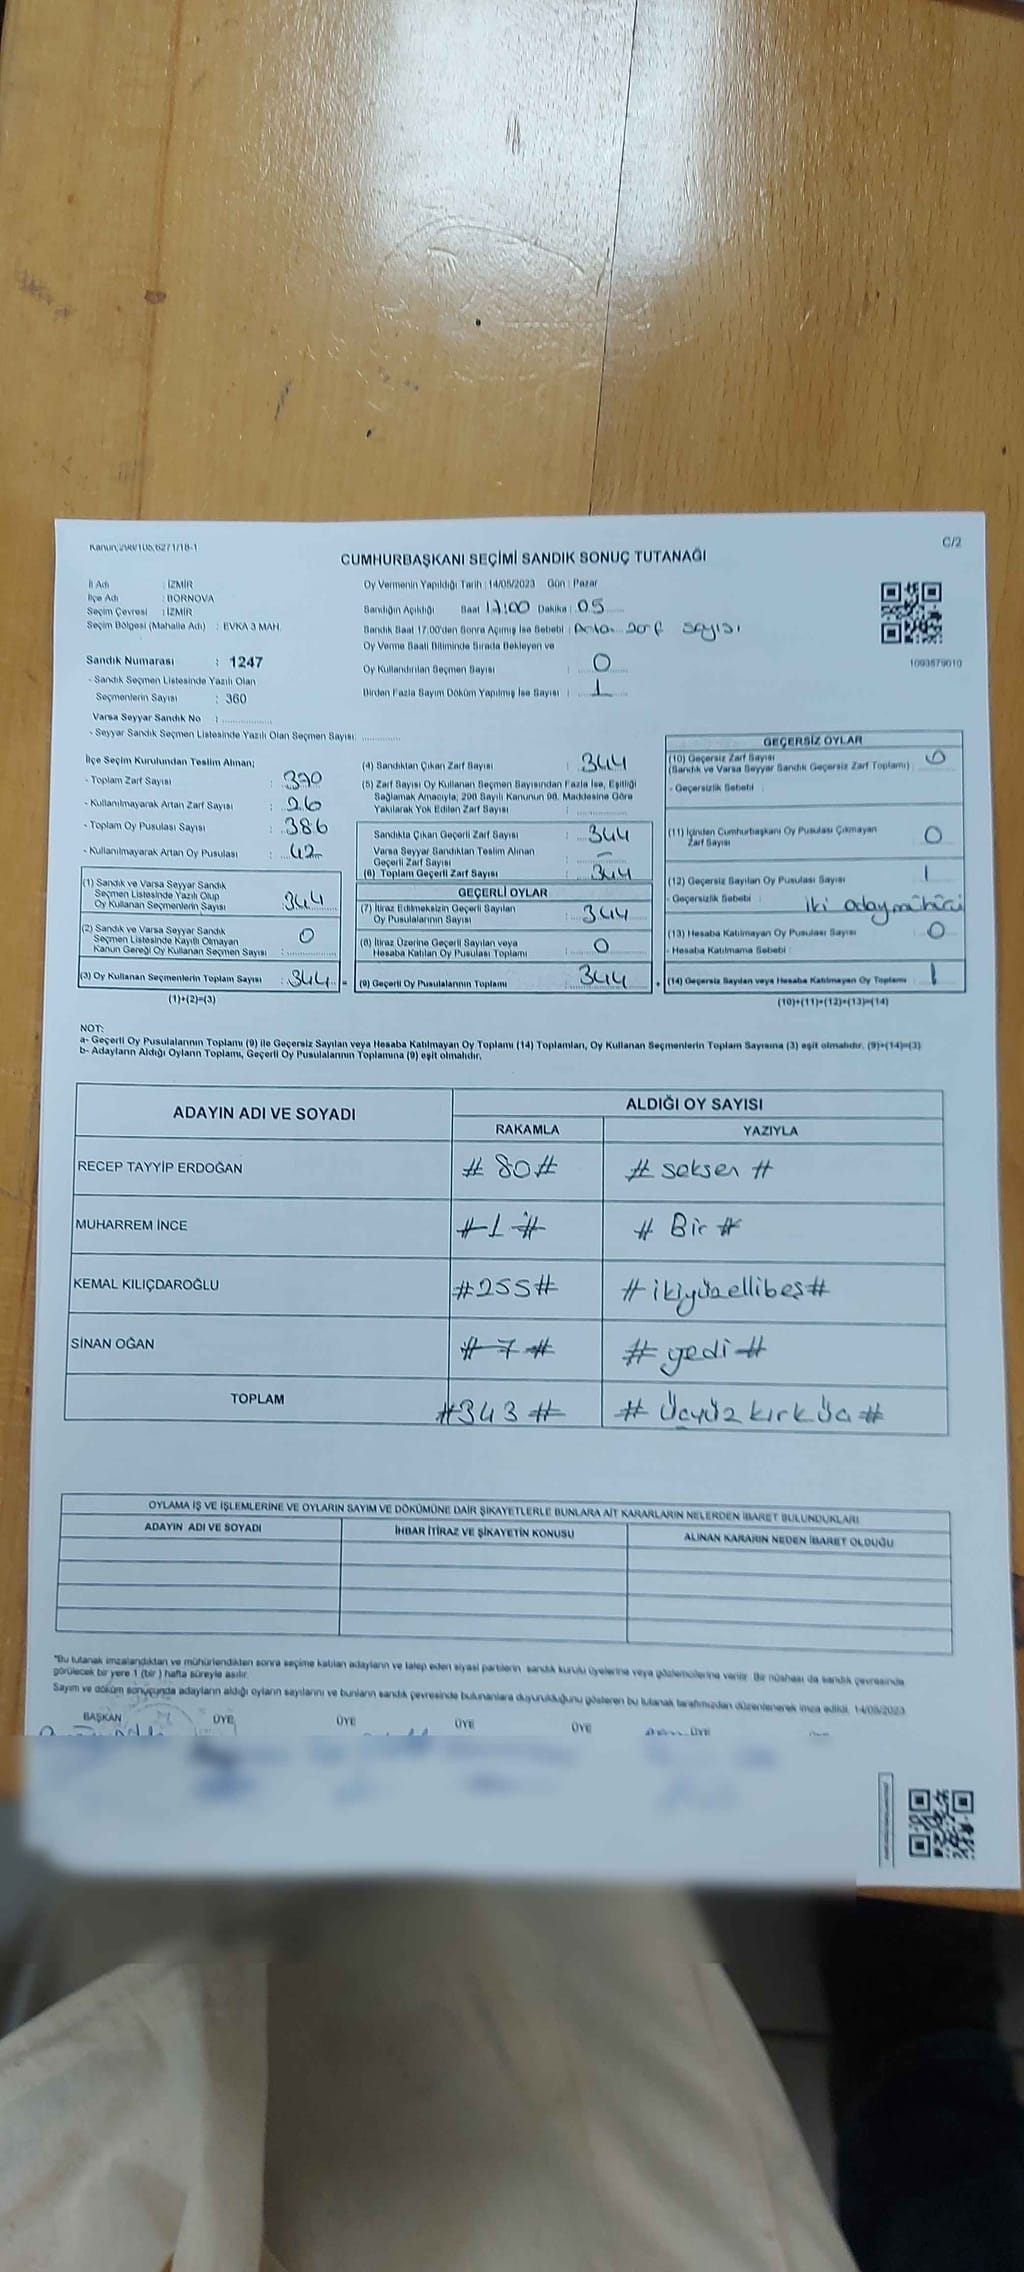 Kanun;298/105,6271/18-1
C/2
CUMHURBAŞKANI SEÇİMİ SANDIK SONUÇ TUTANAĞI
İl Adı : İZMİR
İlçe Adı : BORNOVA
Seçim Çevresi : İZMİR
Seçim Bölgesi (Mahalle Adı) : EVKA 3 MAH.
Oy Vermenin Yapıldığı Tarih : 14/05/2023 Gün : Pazar
Sandığın Açıldığı Saat 17:00 Dakika : 05
Sandık Saat 17:00'den Sonra Açımış İse Sebebi : sayısı
Oy Verme Saati Bitiminde Sırada Bekleyen ve
Oy Kullandırılan Seçmen Sayısı : 0
Birden Fazla Sayım Döküm Yapılmış İse Sayısı : 1
1093579010
Sandık Numarası : 1247
- Sandık Seçmen Listesinde Yazılı Olan
Seçmenlerin Sayısı : 360
Varsa Seyyar Sandık No :
- Seyyar Sandık Seçmen Listesinde Yazılı Olan Seçmen Sayısı:
İlçe Seçim Kurulundan Teslim Alınan;
- Toplam Zarf Sayısı : 370
- Kullanılmayarak Artan Zarf Sayısı : 26
- Toplam Oy Pusulası Sayısı : 386
- Kullanılmayarak Artan Oy Pusulası : 42
(1) Sandık ve Varsa Seyyar Sandık
Seçmen Listesinde Yazılı Olup
Oy Kullanan Seçmenlerin Sayısı : 344
(2) Sandık ve Varsa Seyyar Sandık
Seçmen Listesinde Kayıtlı Olmayan
Kanun Gereği Oy Kullanan Seçmen Sayısı : 0
(3) Oy Kullanan Seçmenlerin Toplam Sayısı : 344
(1)+(2)=(3)
(4) Sandıktan Çıkan Zarf Sayısı : 344
(5) Zarf Sayısı Oy Kullanan Seçmen Sayısından Fazla İse, Eşitliği
Sağlamak Amacıyla; 298 Sayılı Kanunun 98. Maddesine Göre
Yakılarak Yok Edilen Zarf Sayısı :
Sandıkta Çıkan Geçerli Zarf Sayısı : 344
Varsa Seyyar Sandıktan Teslim Alınan
Geçerli Zarf Sayısı : -
(6) Toplam Geçerli Zarf Sayısı : 344
GEÇERLİ OYLAR
(7) İtiraz Edilmeksizin Geçerli Sayılan
Oy Pusulalarının Sayısı : 344
(8) İtiraz Üzerine Geçerli Sayılan veya
Hesaba Katılan Oy Pusulası Toplamı : 0
(9) Geçerli Oy Pusulalarının Toplamı : 344
GEÇERSİZ OYLAR
(10) Geçersiz Zarf Sayısı
(Sandık ve Varsa Seyyar Sandık Geçersiz Zarf Toplamı) : 0
- Geçersizlik Sebebi :
(11) İçinden Cumhurbaşkanı Oy Pusulası Çıkmayan
Zarf Sayısı 0
(12) Geçersiz Sayılan Oy Pusulası Sayısı 1
- Geçersizlik Sebebi : iki aday mühürü
(13) Hesaba Katılmayan Oy Pusulası Sayısı : 0
- Hesaba Katılmama Sebebi :
(14) Geçersiz Sayılan veya Hesaba Katılmayan Oy Toplamı : 1
(10)+(11)+(12)+(13)=(14)
NOT:
a- Geçerli Oy Pusulalarının Toplamı (9) ile Geçersiz Sayılan veya Hesaba Katılmayan Oy Toplamı (14) Toplamları, Oy Kullanan Seçmenlerin Toplam Sayısına (3) eşit olmalıdır. (9)+(14)=(3)
b- Adayların Aldığı Oyların Toplamı, Geçerli Oy Pusulalarının Toplamına (9) eşit olmalıdır.
ADAYIN ADI VE SOYADI
ALDIĞI OY SAYISI
RAKAMLA YAZIYLA
RECEP TAYYİP ERDOĞAN # 80 # # seksen #
MUHARREM İNCE # 1 # # Bir #
KEMAL KILIÇDAROĞLU #255# # ikiyüzellibeş#
SİNAN OĞAN # 7 # # yedi #
TOPLAM #343 # # Üçyüzkırküç #
OYLAMA İŞ VE İŞLEMLERİNE VE OYLARIN SAYIM VE DÖKÜMÜNE DAİR ŞİKAYETLERLE BUNLARA AİT KARARLARIN NELERDEN İBARET BULUNDUKLARI
ADAYIN ADI VE SOYADI İHBAR İTİRAZ VE ŞİKAYETİN KONUSU ALINAN KARARIN NEDEN İBARET OLDUĞU
*Bu tutanak imzalandıktan ve mühürlendikten sonra seçime katılan adayların ve talep eden siyasi partilerin sandık kurulu üyelerine veya gözlemcilerine verilir. Bir nüshası da sandık çevresinde
görülecek bir yere 1 (bir) hafta süreyle asılır.
Sayım ve döküm sonuçunda adayların aldığı oyların sayılarını ve bunların sandık çevresinde bulunanlara duyurulduğunu gösteren bu tutanak tarafımızdan düzenlenerek imza edildi. 14/05/2023
BAŞKAN ÜYE ÜYE ÜYE ÜYE ÜYE